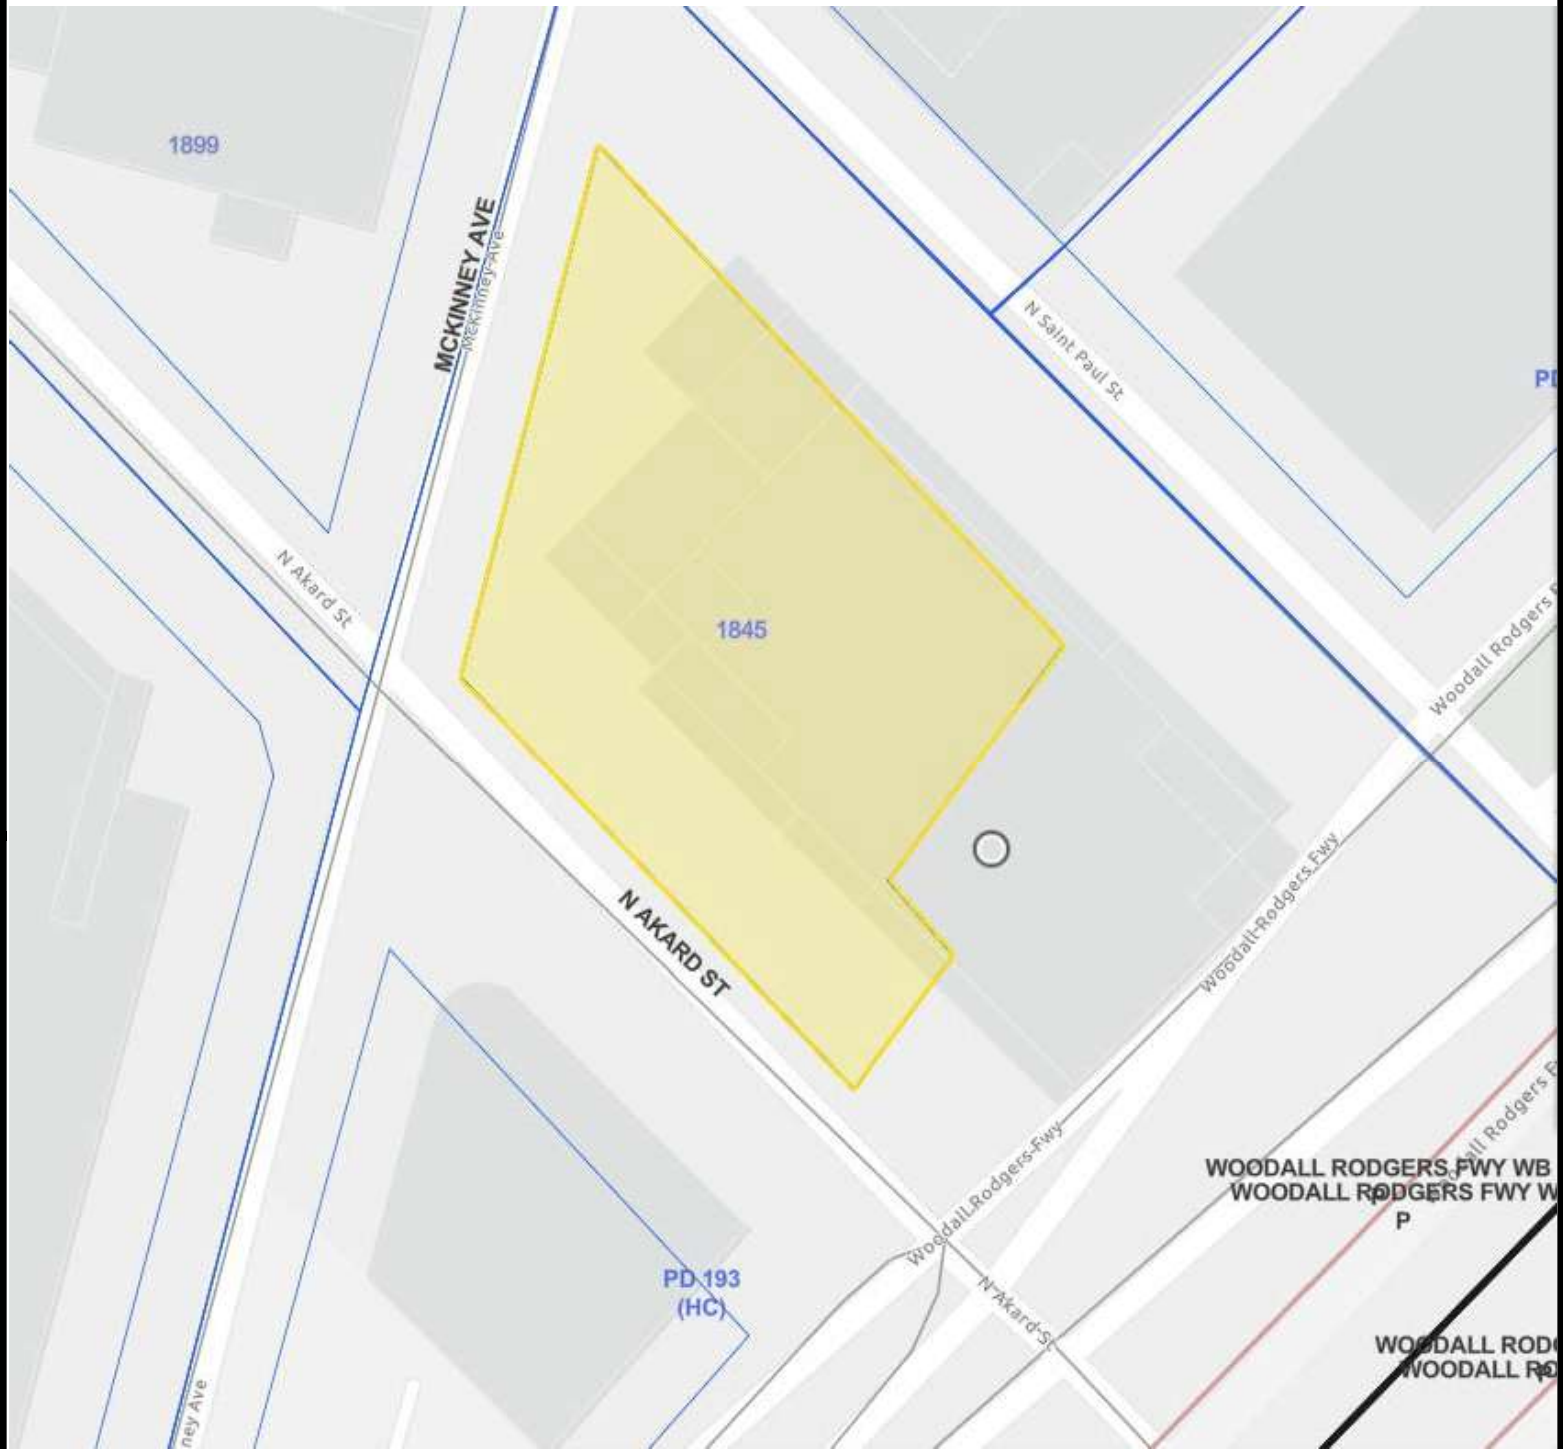 1899
MCKINNEY AVE
McKinney Ave
N Saint Paul St
N Akard St
1845
Woodall Rodgers
Woodall Rodgers Fwy
N AKARD ST
Woodall Rodgers Fwy
Woodall Rodgers
WOODALL RODGERS FWY WB
WOODALL RODGERS FWY W
P
P
PD 193
(HC)
N Akard St
WOODALL ROD
WOODALL RO
ney Ave